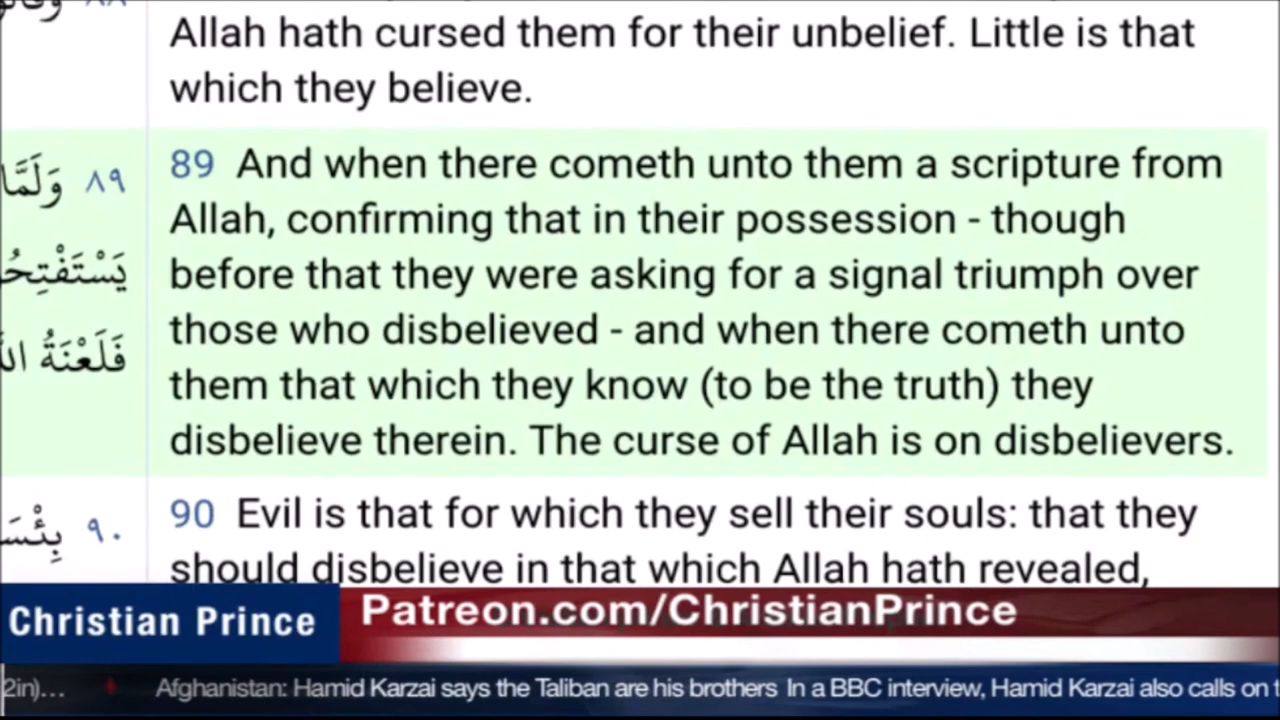 Allah hath cursed them for their unbelief. Little is that
which they believe.
٨٩ وَلَمَّا
89 And when there cometh unto them a scripture from
Allah, confirming that in their possession - though
يَسْتَفْتِحُ
before that they were asking for a signal triumph over
those who disbelieved - and when there cometh unto
فَلَعْنَةُ
them that which they know (to be the truth) they
disbelieve therein. The curse of Allah is on disbelievers.
٩٠
90 Evil is that for which they sell their souls: that they
should disbelieve in that which Allah hath revealed,
Christian Prince
Patreon.com/ChristianPrince
2in)... Afghanistan: Hamid Karzai says the Taliban are his brothers In a BBC interview, Hamid Karzai also calls on